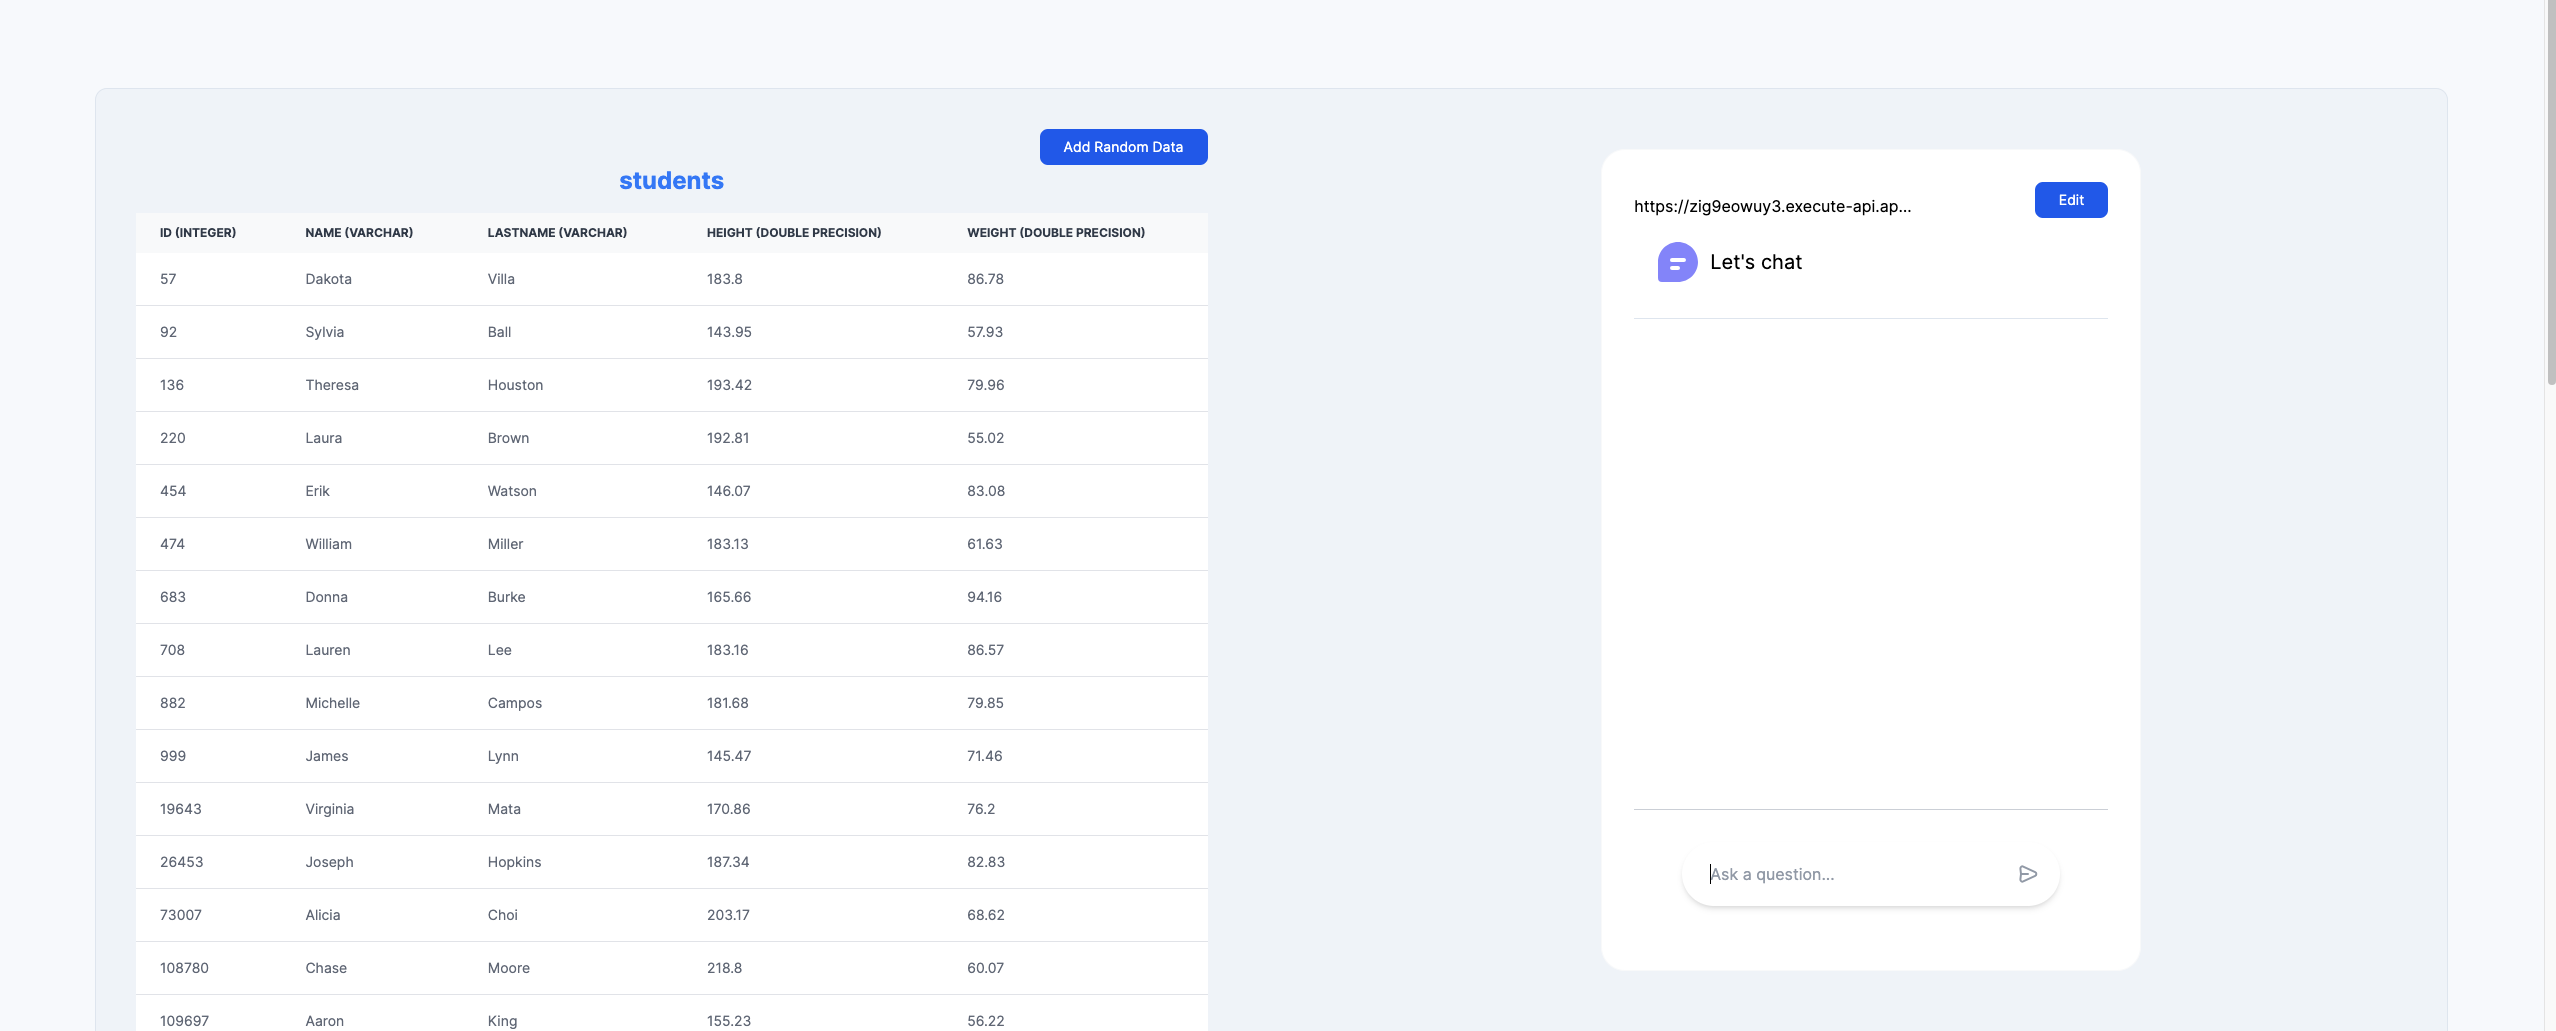 Add Random Data
students
ID (INTEGER) NAME (VARCHAR) LASTNAME (VARCHAR) HEIGHT (DOUBLE PRECISION) WEIGHT (DOUBLE PRECISION)
57 Dakota Villa 183.8 86.78
92 Sylvia Ball 143.95 57.93
136 Theresa Houston 193.42 79.96
220 Laura Brown 192.81 55.02
454 Erik Watson 146.07 83.08
474 William Miller 183.13 61.63
683 Donna Burke 165.66 94.16
708 Lauren Lee 183.16 86.57
882 Michelle Campos 181.68 79.85
999 James Lynn 145.47 71.46
19643 Virginia Mata 170.86 76.2
26453 Joseph Hopkins 187.34 82.83
73007 Alicia Choi 203.17 68.62
108780 Chase Moore 218.8 60.07
109697 Aaron King 155.23 56.22
https://zig9eowuy3.execute-api.ap...
Edit
Let's chat
Ask a question...